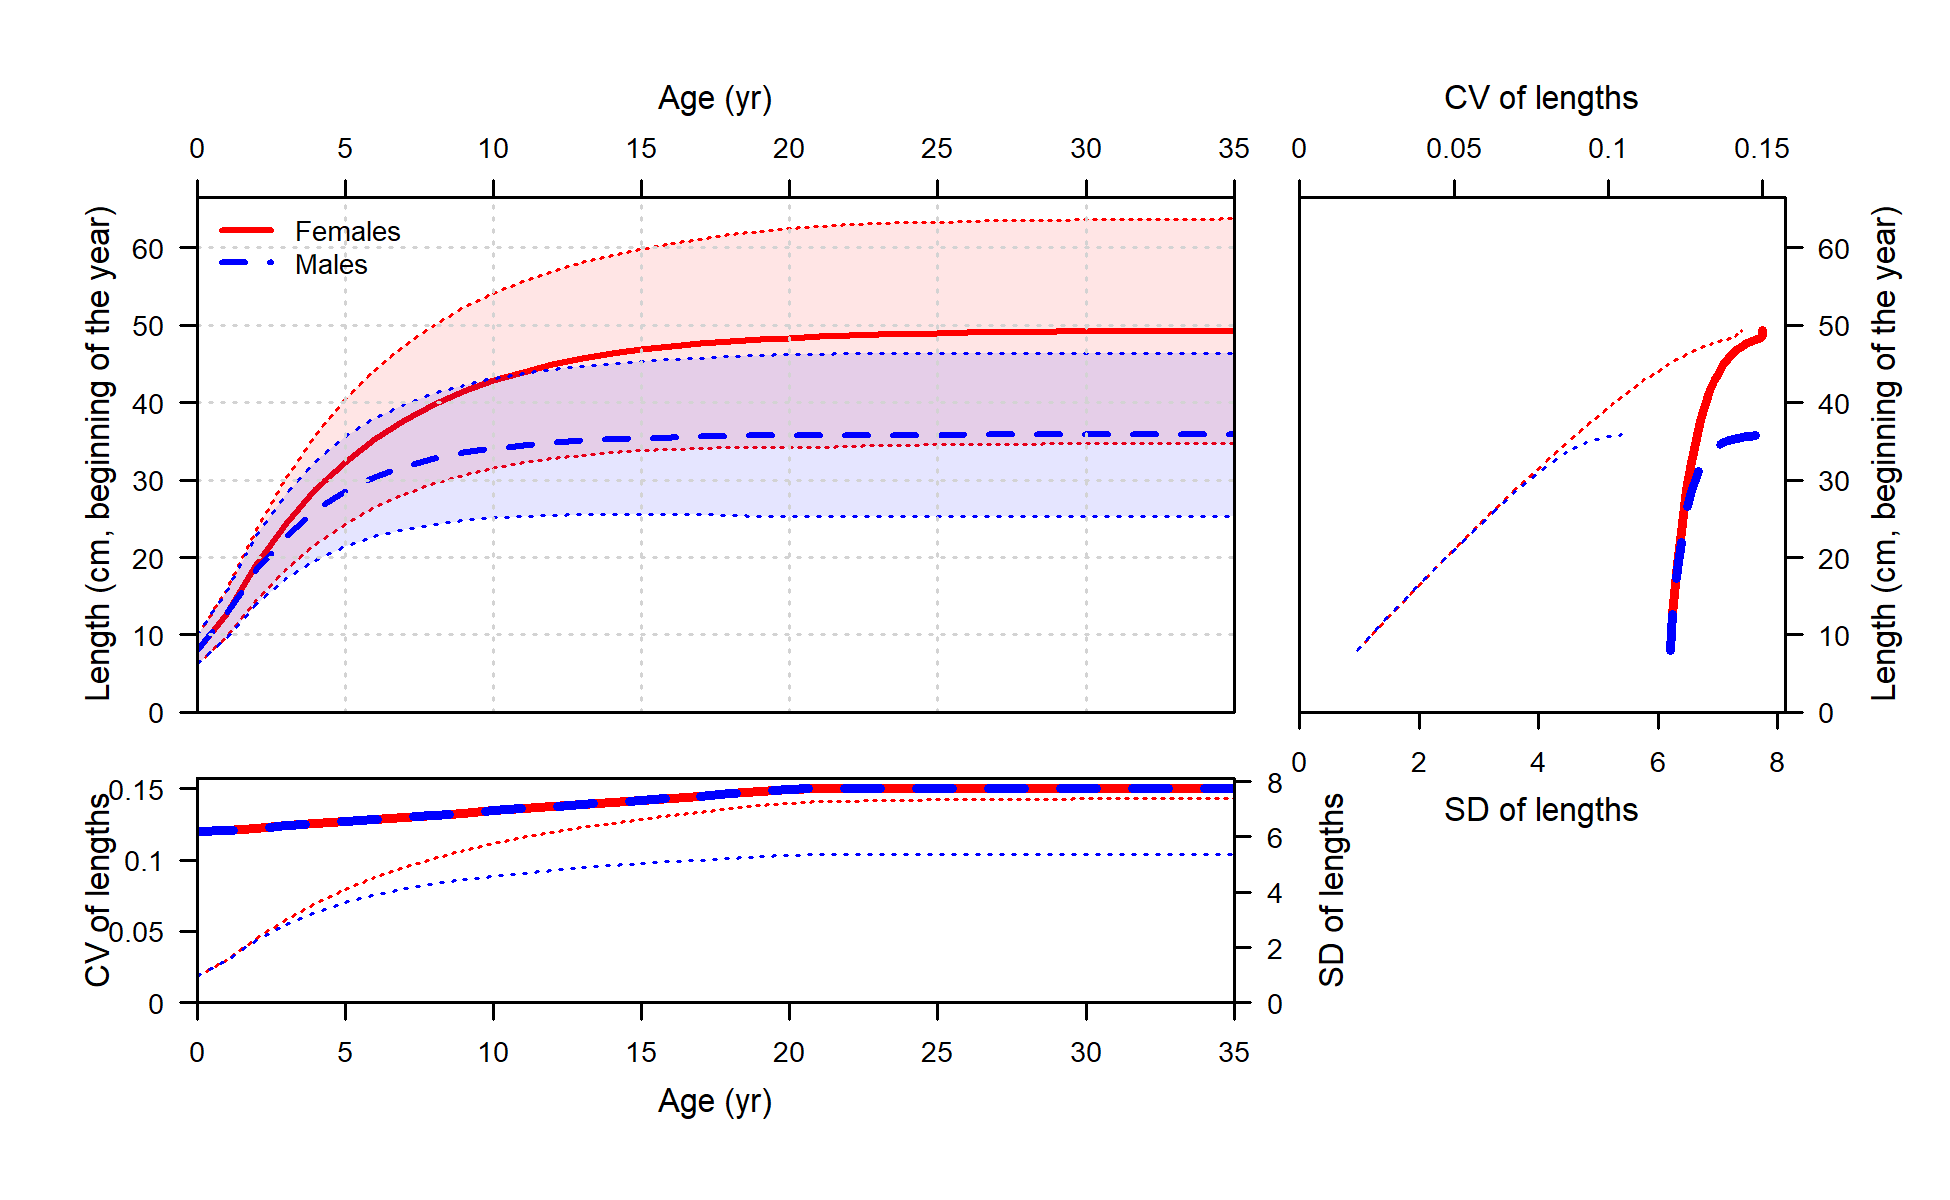 Age (yr)
0 5 10 15 20 25 30 35
Length (cm, beginning of the year)
60
50
40
30
20
10
0
Females
Males
CV of lengths
0 0.05 0.1 0.15
60
50
40
30
20
10
0
Length (cm, beginning of the year)
0 2 4 6 8
SD of lengths
CV of lengths
0.15
0.1
0.05
0
8
6
4
2
0
SD of lengths
0 5 10 15 20 25 30 35
Age (yr)